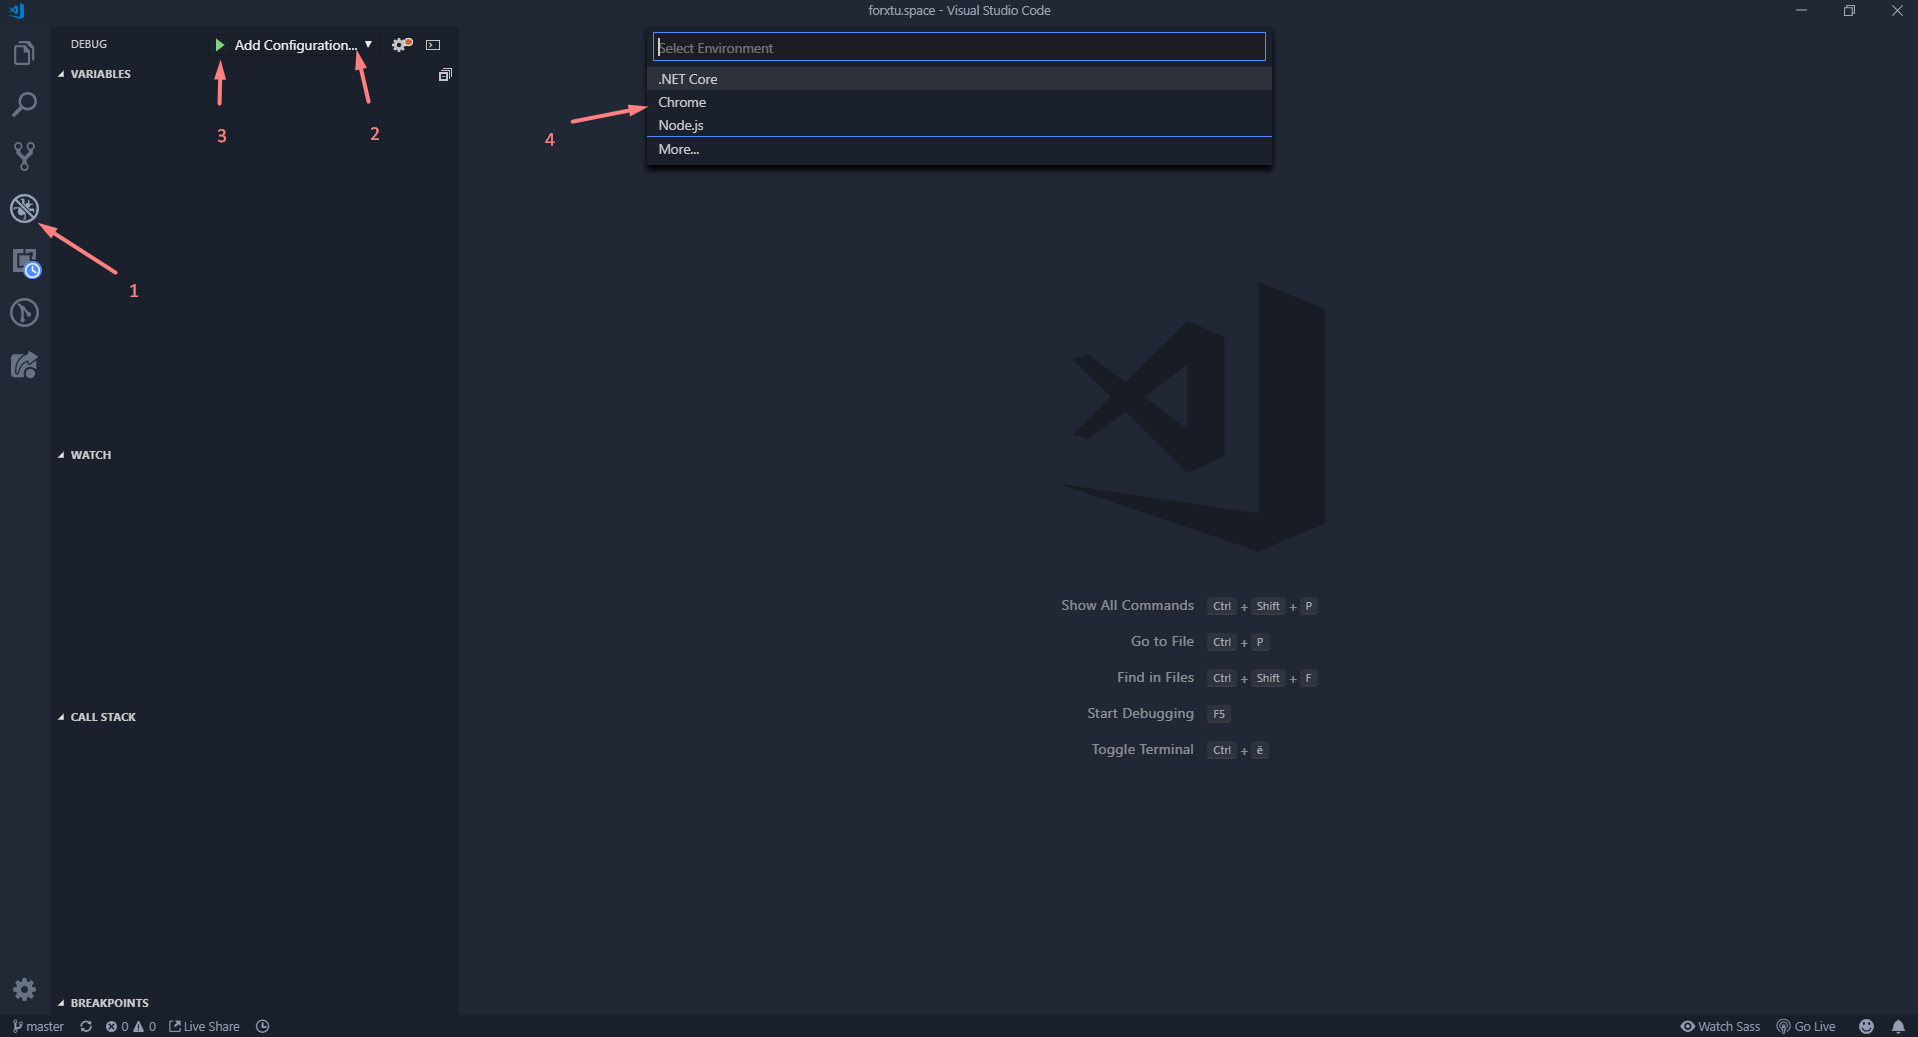 forxtu.space - Visual Studio Code
DEBUG
Add Configuration...
VARIABLES
3
2
1
WATCH
CALL STACK
BREAKPOINTS
Select Environment
.NET Core
Chrome
Node.js
More...
4
Show All Commands Ctrl + Shift + P
Go to File Ctrl + P
Find in Files Ctrl + Shift + F
Start Debugging F5
Toggle Terminal Ctrl + ё
master 0 0 Live Share
Watch Sass Go Live